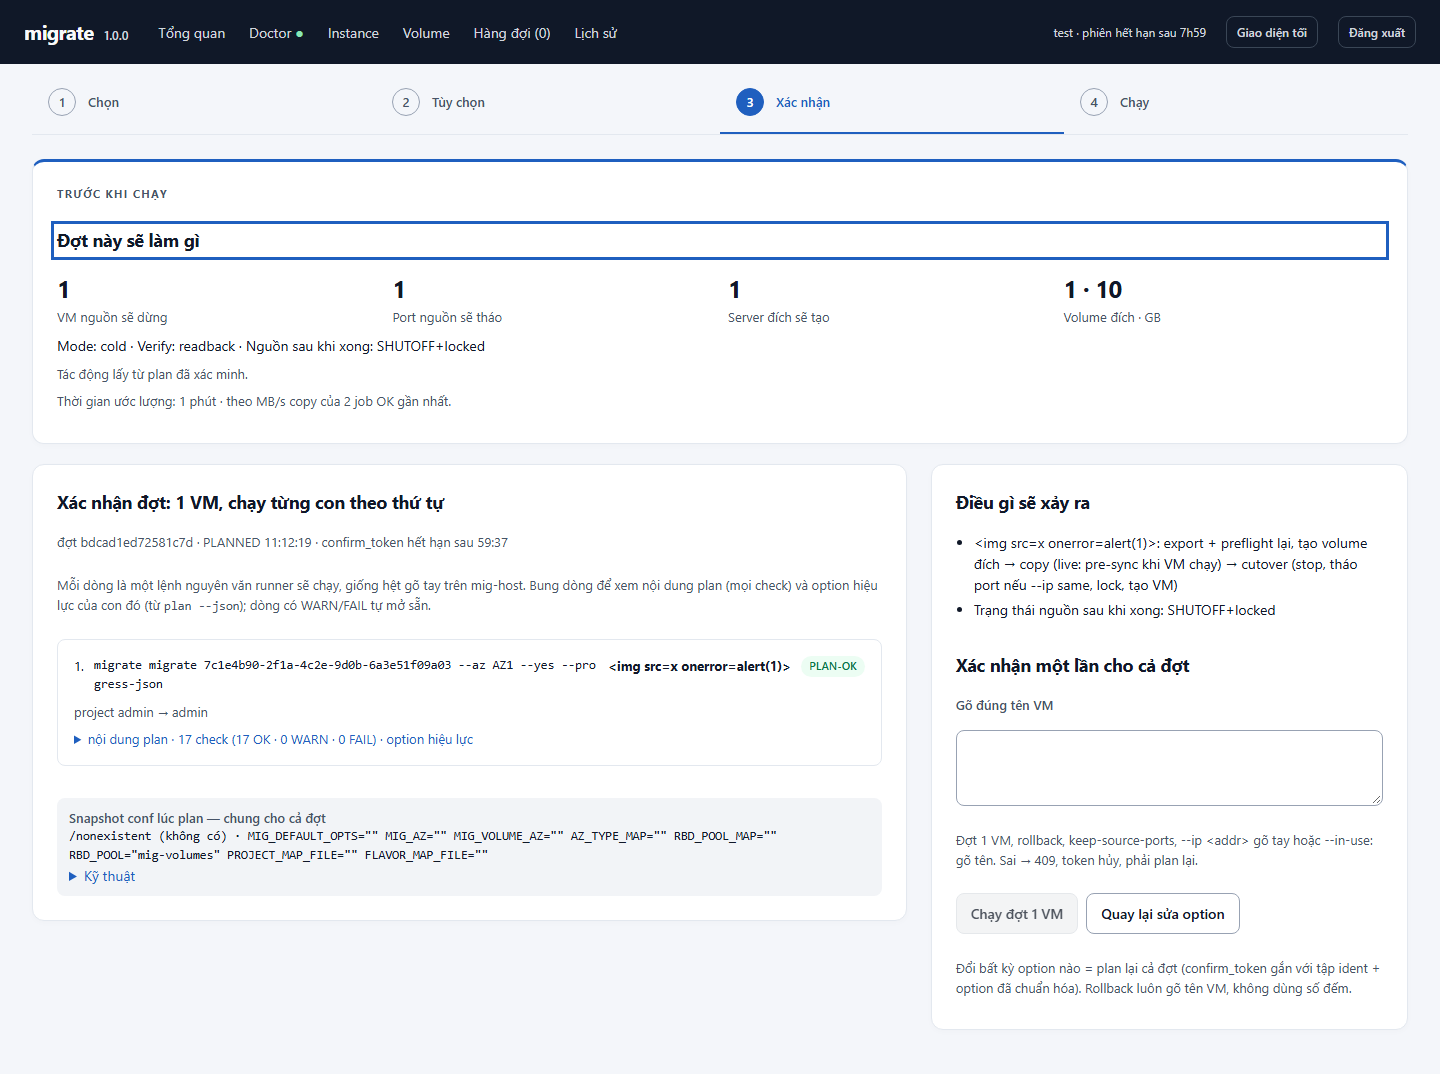 migrate 1.0.0 Tổng quan Doctor Instance Volume Hàng đợi (0) Lịch sử test · phiên hết hạn sau 7h59 Giao diện tối Đăng xuất
1 Chọn 2 Tùy chọn 3 Xác nhận 4 Chạy
TRƯỚC KHI CHẠY
Đợt này sẽ làm gì
1 1 1 1 · 10
VM nguồn sẽ dừng Port nguồn sẽ tháo Server đích sẽ tạo Volume đích · GB
Mode: cold · Verify: readback · Nguồn sau khi xong: SHUTOFF+locked
Tác động lấy từ plan đã xác minh.
Thời gian ước lượng: 1 phút · theo MB/s copy của 2 job OK gần nhất.
Xác nhận đợt: 1 VM, chạy từng con theo thứ tự
đợt bdcad1ed72581c7d · PLANNED 11:12:19 · confirm_token hết hạn sau 59:37
Mỗi dòng là một lệnh nguyên văn runner sẽ chạy, giống hệt gõ tay trên mig-host. Bung dòng để xem nội dung plan (mọi check) và option hiệu
lực của con đó (từ plan --json); dòng có WARN/FAIL tự mở sẵn.
1. migrate migrate 7c1e4b90-2f1a-4c2e-9d0b-6a3e51f09a03 --az AZ1 --yes --pro <img src=x onerror=alert(1)> PLAN-OK
gress-json
project admin → admin
nội dung plan · 17 check (17 OK · 0 WARN · 0 FAIL) · option hiệu lực
Snapshot conf lúc plan — chung cho cả đợt
/nonexistent (không có) · MIG_DEFAULT_OPTS="" MIG_AZ="" MIG_VOLUME_AZ="" AZ_TYPE_MAP="" RBD_POOL_MAP=""
RBD_POOL="mig-volumes" PROJECT_MAP_FILE="" FLAVOR_MAP_FILE=""
Kỹ thuật
Điều gì sẽ xảy ra
• <img src=x onerror=alert(1)>: export + preflight lại, tạo volume
đích → copy (live: pre-sync khi VM chạy) → cutover (stop, tháo
port nếu --ip same, lock, tạo VM)
• Trạng thái nguồn sau khi xong: SHUTOFF+locked
Xác nhận một lần cho cả đợt
Gõ đúng tên VM
Đợt 1 VM, rollback, keep-source-ports, --ip <addr> gõ tay hoặc --in-use:
gõ tên. Sai → 409, token hủy, phải plan lại.
Chạy đợt 1 VM Quay lại sửa option
Đổi bất kỳ option nào = plan lại cả đợt (confirm_token gắn với tập ident +
option đã chuẩn hóa). Rollback luôn gõ tên VM, không dùng số đếm.